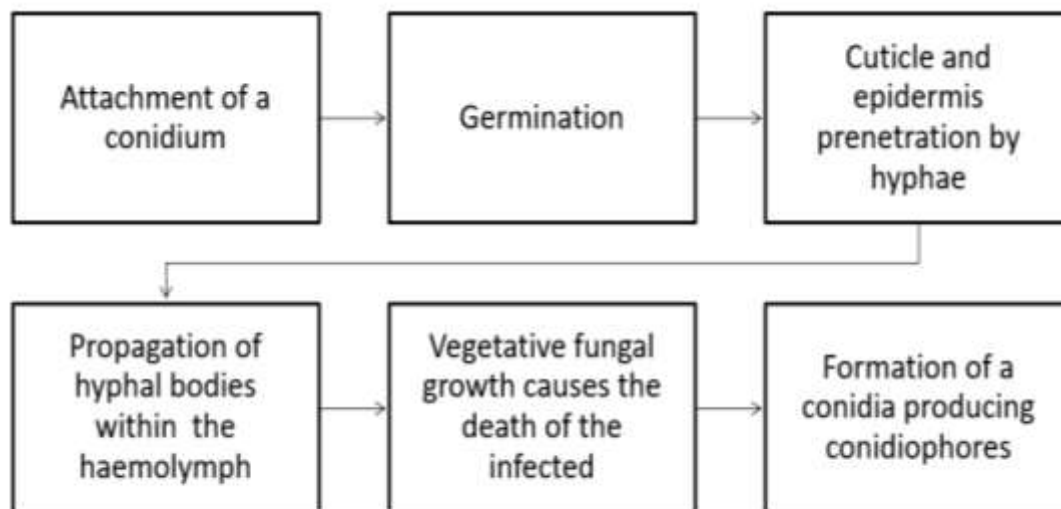 Attachment of a
conidium
Germination
Cuticle and
epidermis
prenetration by
hyphae
Propagation of
hyphal bodies
within the
haemolymph
Vegetative fungal
growth causes the
death of the
infected
Formation of a
conidia producing
conidiophores